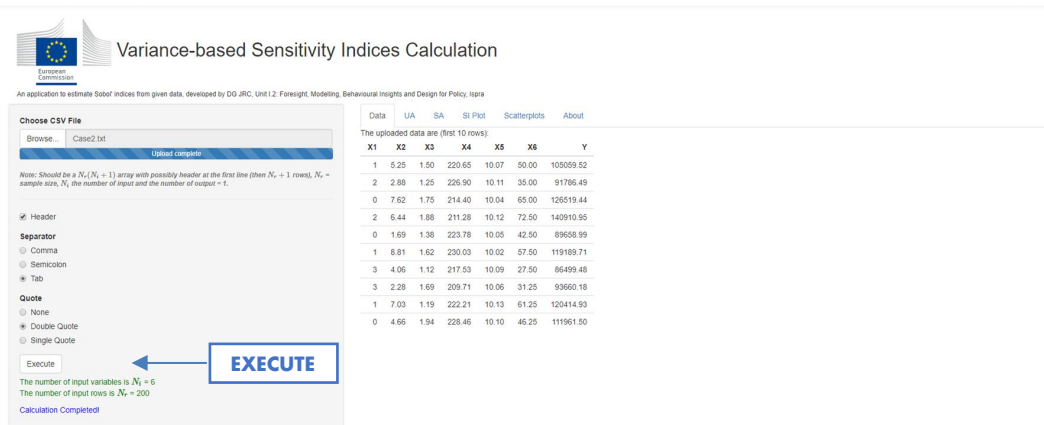 European
Commission
Variance-based Sensitivity Indices Calculation
An application to estimate Sobol' indices from given data, developed by DG JRC, Unit I.2: Foresight, Modelling, Behavioural Insights and Design for Policy, Ispra
Choose CSV File
Browse... Case2.txt
Upload complete
Note: Should be a Nr(Ni + 1) array with possibly header at the first line (then Nr + 1 rows), Nr =
sample size, Ni the number of input and the number of output = 1.
Header
Separator
Comma
Semicolon
Tab
Quote
None
Double Quote
Single Quote
Execute
EXECUTE
The number of input variables is Ni = 6
The number of input rows is Nr = 200
Calculation Completed!
Data UA SA SI Plot Scatterplots About
The uploaded data are (first 10 rows):
X1 X2 X3 X4 X5 X6 Y
1 5.25 1.50 220.65 10.07 50.00 105059.52
2 2.88 1.25 226.90 10.11 35.00 91786.49
0 7.62 1.75 214.40 10.04 65.00 126519.44
2 6.44 1.88 211.28 10.12 72.50 140910.95
0 1.69 1.38 223.78 10.05 42.50 89658.99
1 8.81 1.62 230.03 10.02 57.50 119189.71
3 4.06 1.12 217.53 10.09 27.50 86499.48
3 2.28 1.69 209.71 10.06 31.25 93660.18
1 7.03 1.19 222.21 10.13 61.25 120414.93
0 4.66 1.94 228.46 10.10 46.25 111961.50